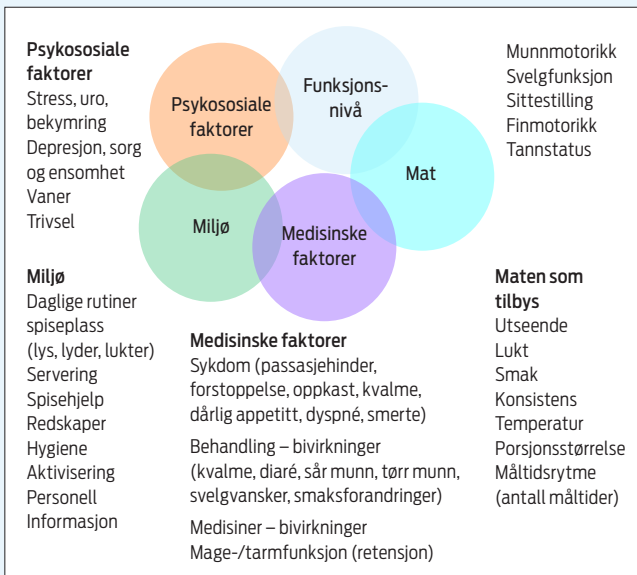 Psykososiale
faktorer
Stress, uro,
bekymring
Depresjon, sorg
og ensomhet
Vaner
Trivsel
Psykososiale
faktorer
Funksjons-
nivå
Mat
Miljø
Medisinske
faktorer
Munnmotorikk
Svelgfunksjon
Sittestilling
Finmotorikk
Tannstatus
Miljø
Daglige rutiner
spiseplass
(lys, lyder, lukter)
Servering
Spisehjelp
Redskaper
Hygiene
Aktivisering
Personell
Informasjon
Medisinske faktorer
Sykdom (passasjehinder,
forstoppelse, oppkast, kvalme,
dårlig appetitt, dyspné, smerte)
Behandling – bivirkninger
(kvalme, diaré, sår munn, tørr munn,
svelgvansker, smaksforandringer)
Medisiner – bivirkninger
Mage-/tarmfunksjon (retensjon)
Maten som
tilbys
Utseende
Lukt
Smak
Konsistens
Temperatur
Porsjonsstørrelse
Måltidsrytme
(antall måltider)